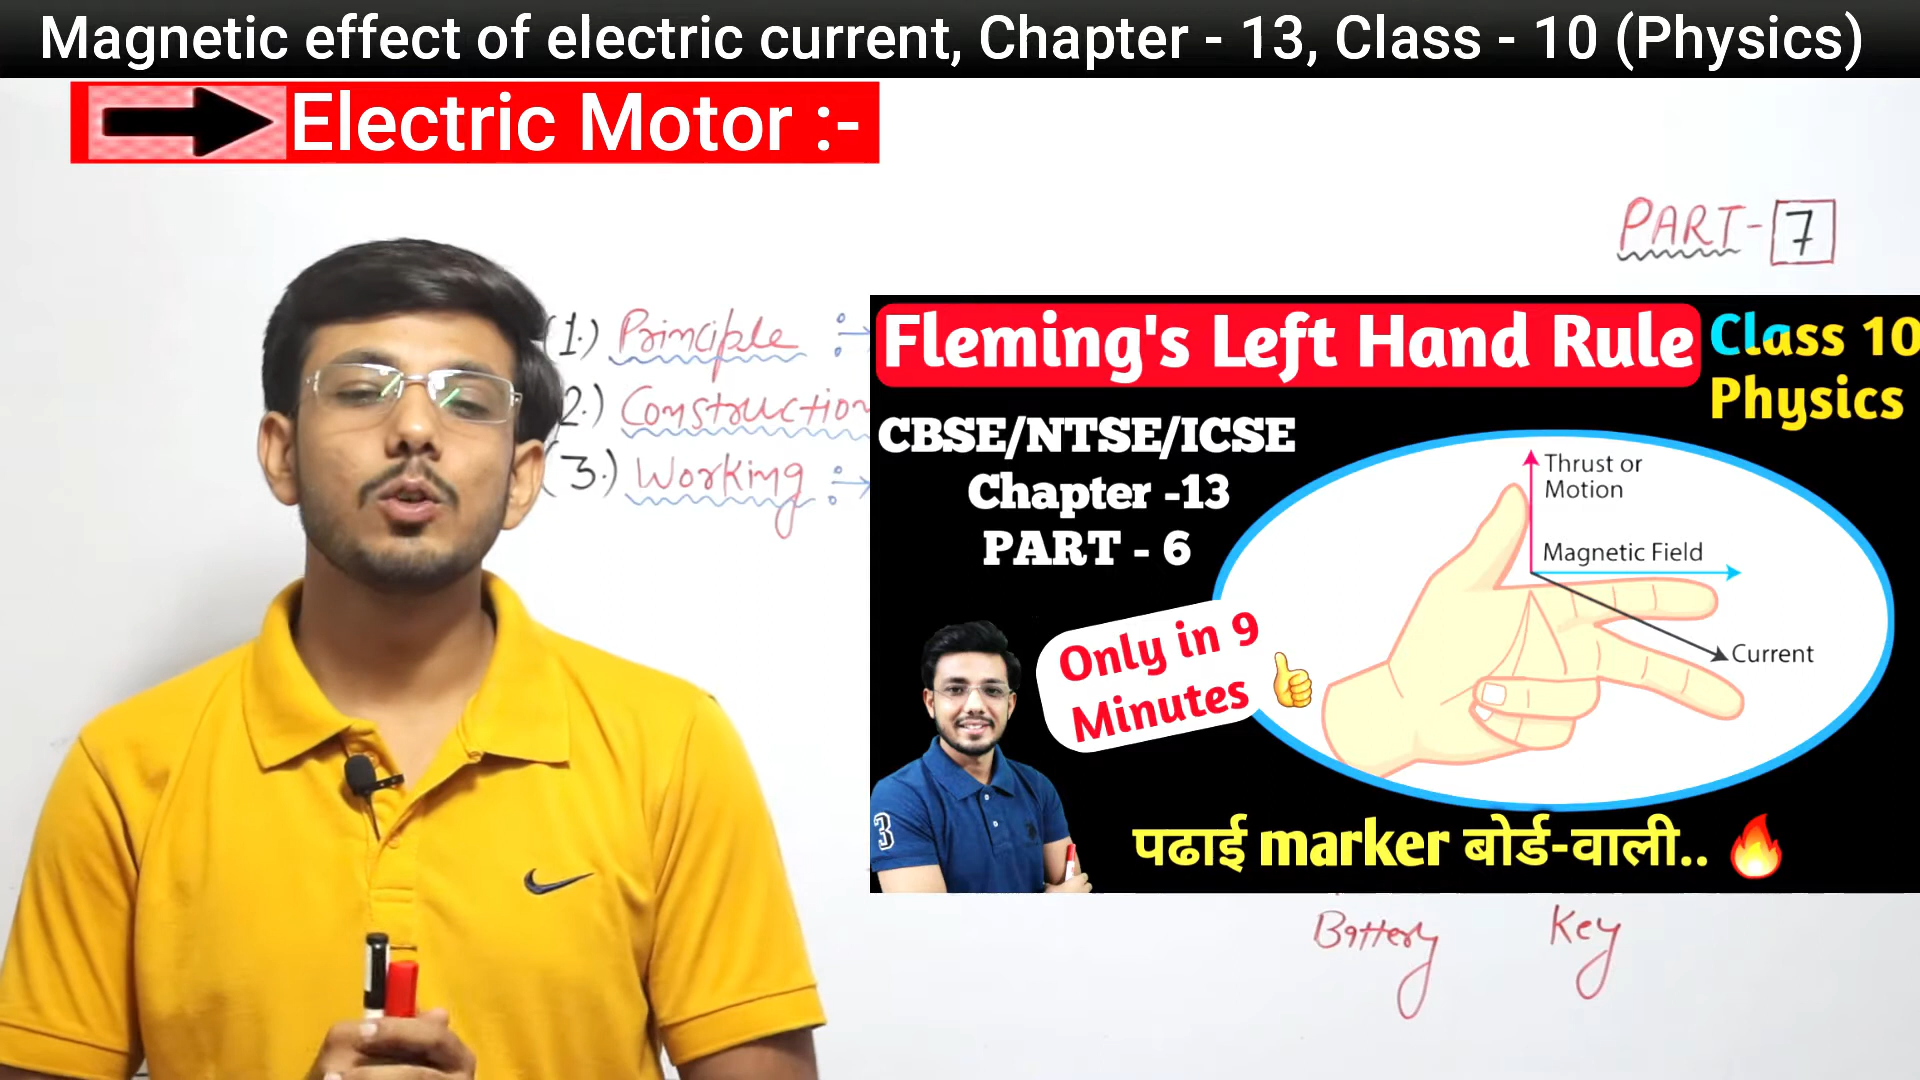 Magnetic effect of electric current, Chapter - 13, Class - 10 (Physics)
Electric Motor :-
PART - 7
(1.) Principle :→
(2.) Construction
(3.) Working :→
Fleming's Left Hand Rule
Class 10
Physics
CBSE/NTSE/ICSE
Chapter -13
PART - 6
Thrust or
Motion
Magnetic Field
Current
Only in 9
Minutes
3
पढाई marker बोर्ड-वाली..
Battery
Key